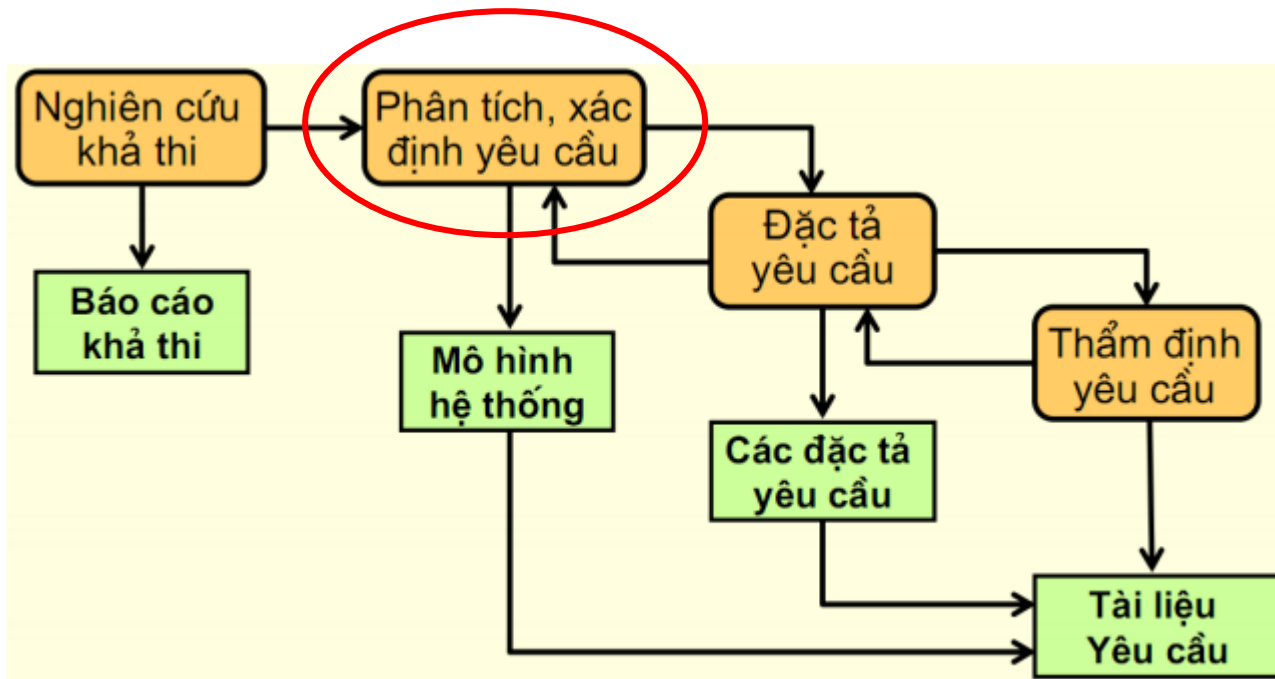 Nghiên cứu
khả thi
Phân tích, xác
định yêu cầu
Đặc tả
yêu cầu
Thẩm định
yêu cầu
Báo cáo
khả thi
Mô hình
hệ thống
Các đặc tả
yêu cầu
Tài liệu
Yêu cầu